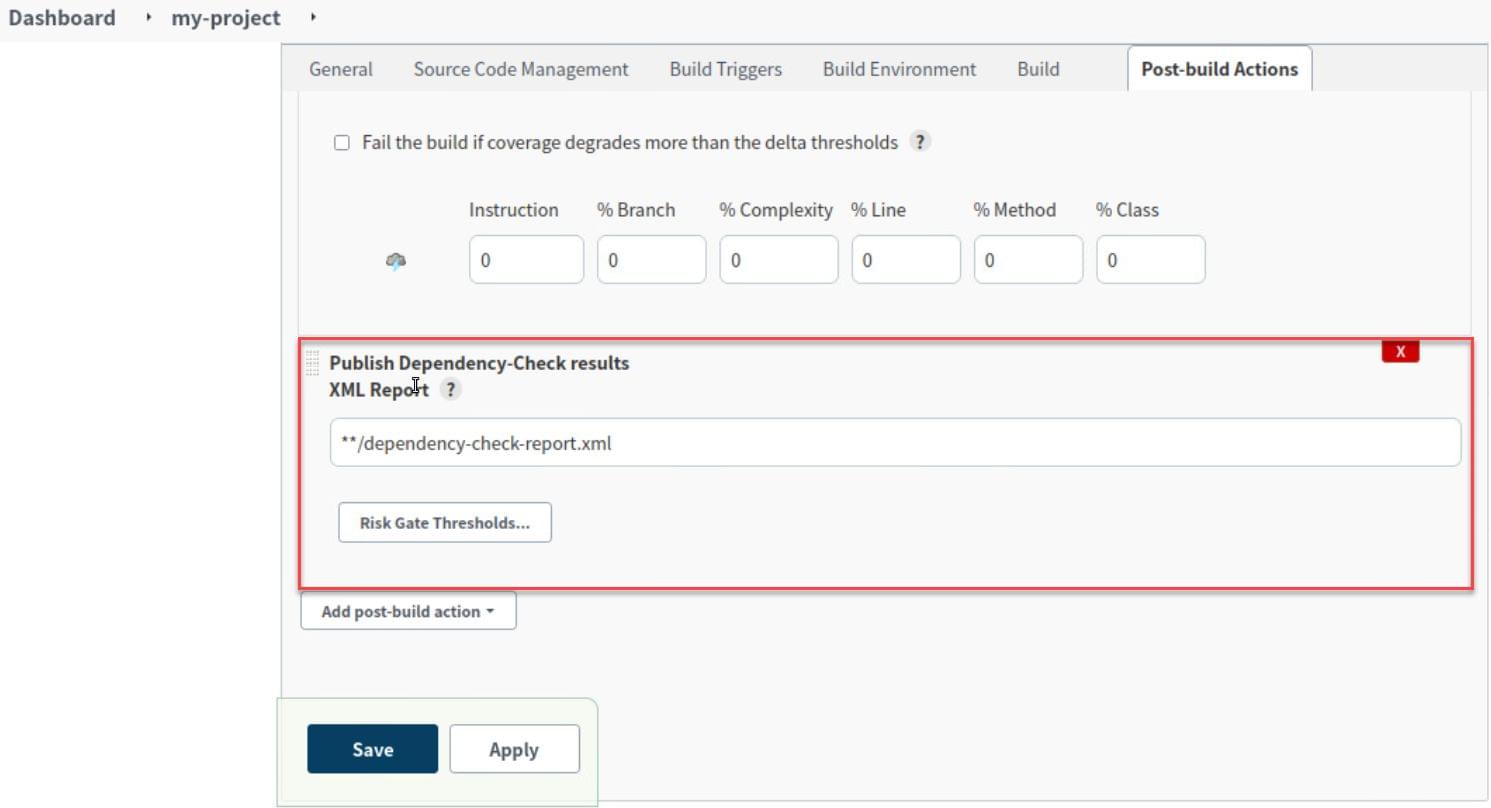 Dashboard my-project
General Source Code Management Build Triggers Build Environment Build Post-build Actions
Fail the build if coverage degrades more than the delta thresholds ?
Instruction % Branch % Complexity % Line % Method % Class
0 0 0 0 0 0
Publish Dependency-Check results X
XML Report ?
**/dependency-check-report.xml
Risk Gate Thresholds...
Add post-build action
Save Apply